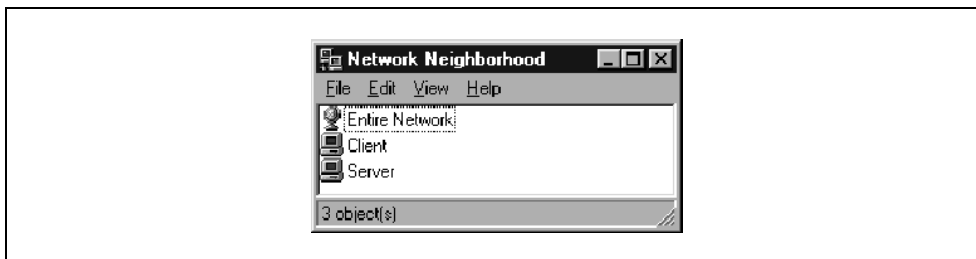 Network Neighborhood
File Edit View Help
Entire Network
Client
Server
3 object(s)